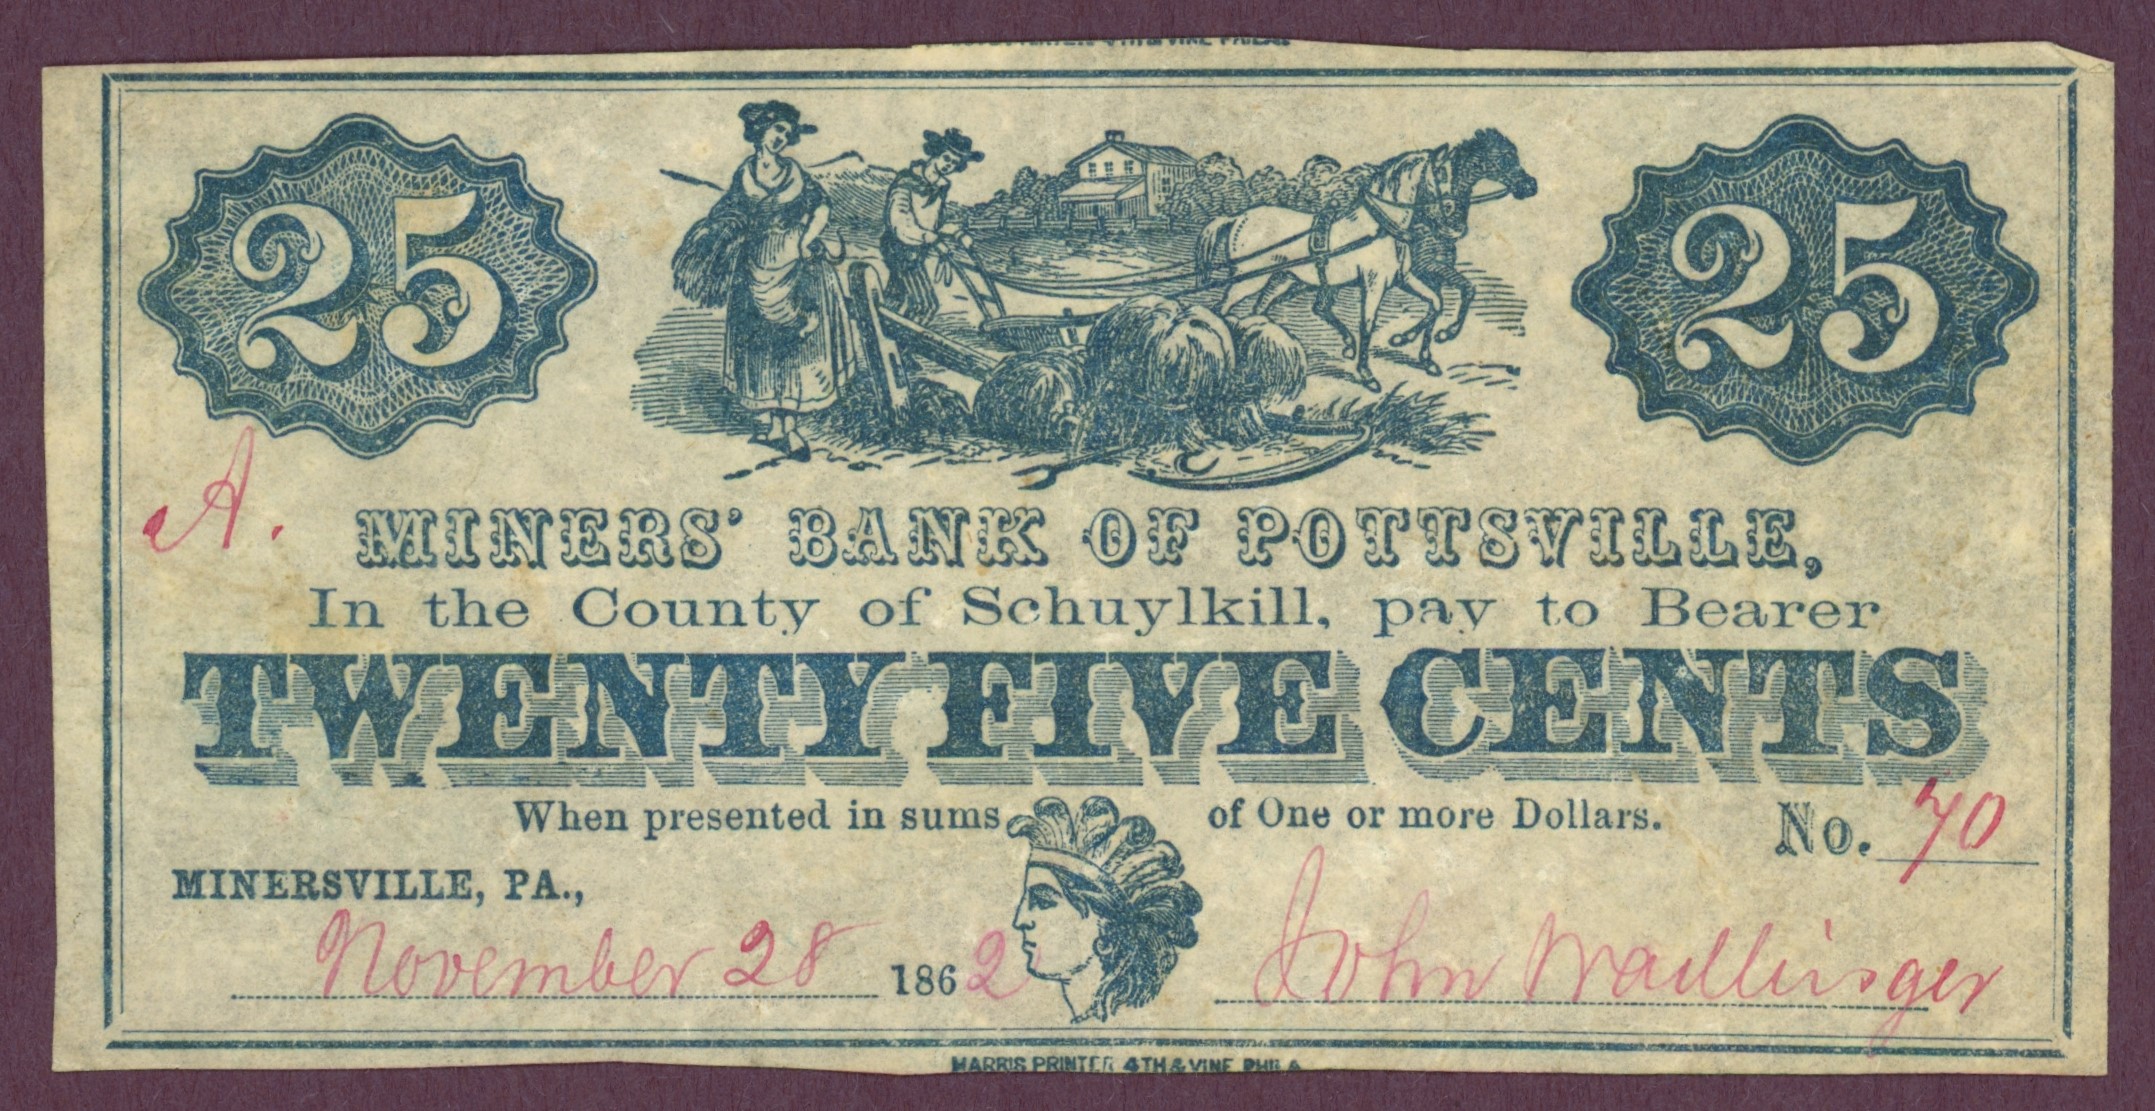 25 25
A.
MINERS' BANK OF POTTSVILLE,
In the County of Schuylkill, pay to Bearer
TWENTY FIVE CENTS
When presented in sums of One or more Dollars. No. 70
MINERSVILLE, PA.,
November 28 1862 John Wadlinger
HARRIS PRINTER 4TH & VINE PHILA